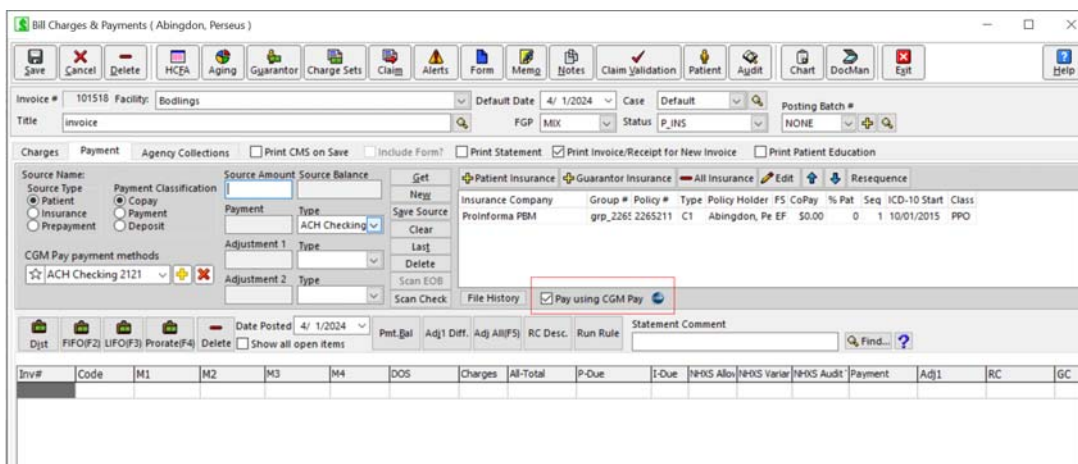 Bill Charges & Payments ( Abingdon, Perseus )
Save Cancel Delete HCFA Aging Guarantor Charge Sets Claim Alerts Form Memo Notes Claim Validation Patient Audit Chart DocMan Exit Help
Invoice # 101518 Facility: Bodlings Default Date 4/ 1/2024 Case Default Posting Batch #
Title invoice FGP MIX Status P_INS NONE
Charges Payment Agency Collections Print CMS on Save Include Form? Print Statement Print Invoice/Receipt for New Invoice Print Patient Education
Source Name: Source Amount Source Balance Get Patient Insurance Guarantor Insurance All Insurance Edit Resequence
Source Type Payment Classification
Patient Copay New Insurance Company Group # Policy # Type Policy Holder FS CoPay % Pat Seq ICD-10 Start Class
Insurance Payment Payment Type Save Source ProInforma PBM grp_2265 2265211 C1 Abingdon, Pe EF $0.00 0 1 10/01/2015 PPO
Prepayment Deposit ACH Checking Clear
Adjustment 1 Type Last
CGM Pay payment methods Delete
ACH Checking 2121 Adjustment 2 Type Scan EOB
Scan Check File History Pay using CGM Pay
Dist FIFO(F2) LIFO(F3) Prorate(F4) Delete Date Posted 4/ 1/2024 Pmt.Bal Adj1 Diff. Adj All(F5) RC Desc. Run Rule Statement Comment
Show all open items Find... ?
Inv# Code M1 M2 M3 M4 DOS Charges All-Total P-Due I-Due NHXS Allov NHXS Variar NHXS Audit Payment Adj1 RC GC